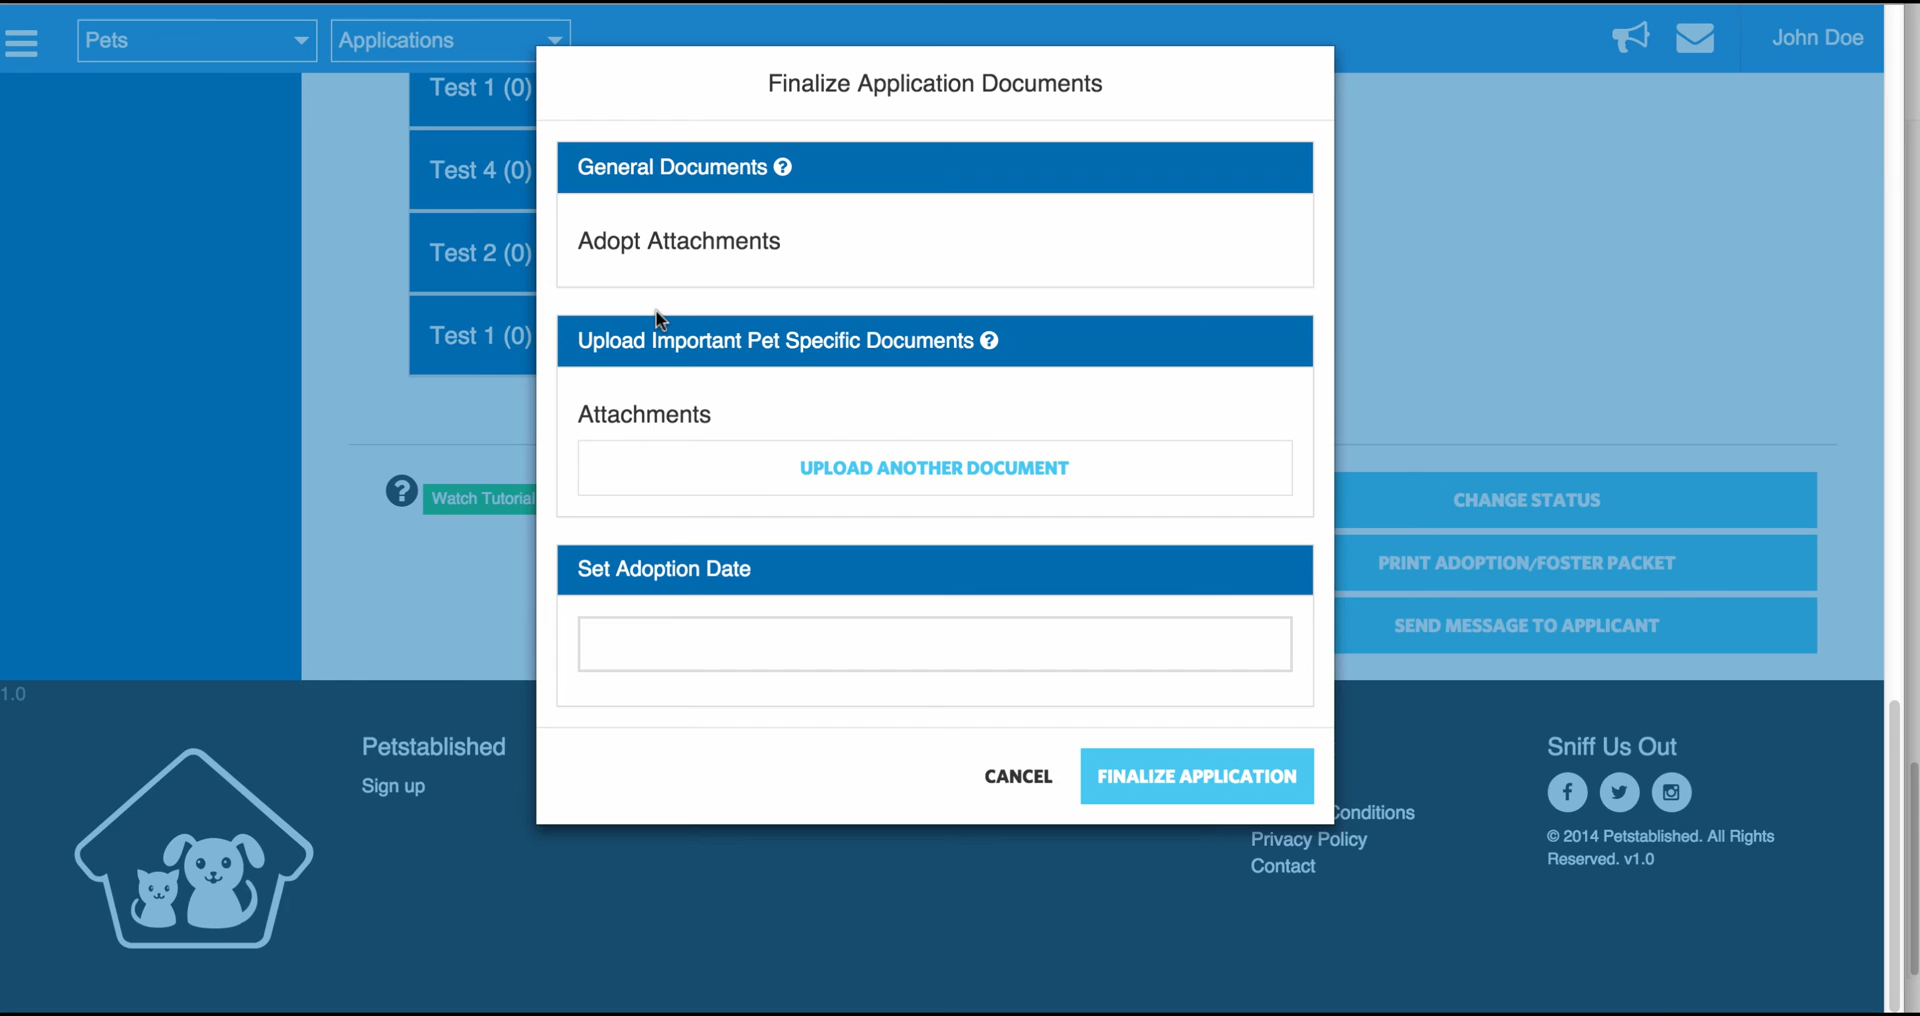 Pets
Applications
John Doe
Test 1 (0)
Test 4 (0)
Test 2 (0)
Test 1 (0)
Watch Tutorial
Finalize Application Documents
General Documents
Adopt Attachments
Upload Important Pet Specific Documents
Attachments
UPLOAD ANOTHER DOCUMENT
Set Adoption Date
CANCEL
FINALIZE APPLICATION
CHANGE STATUS
PRINT ADOPTION/FOSTER PACKET
SEND MESSAGE TO APPLICANT
1.0
Petstablished
Sign up
Conditions
Privacy Policy
Contact
Sniff Us Out
© 2014 Petstablished. All Rights
Reserved. v1.0